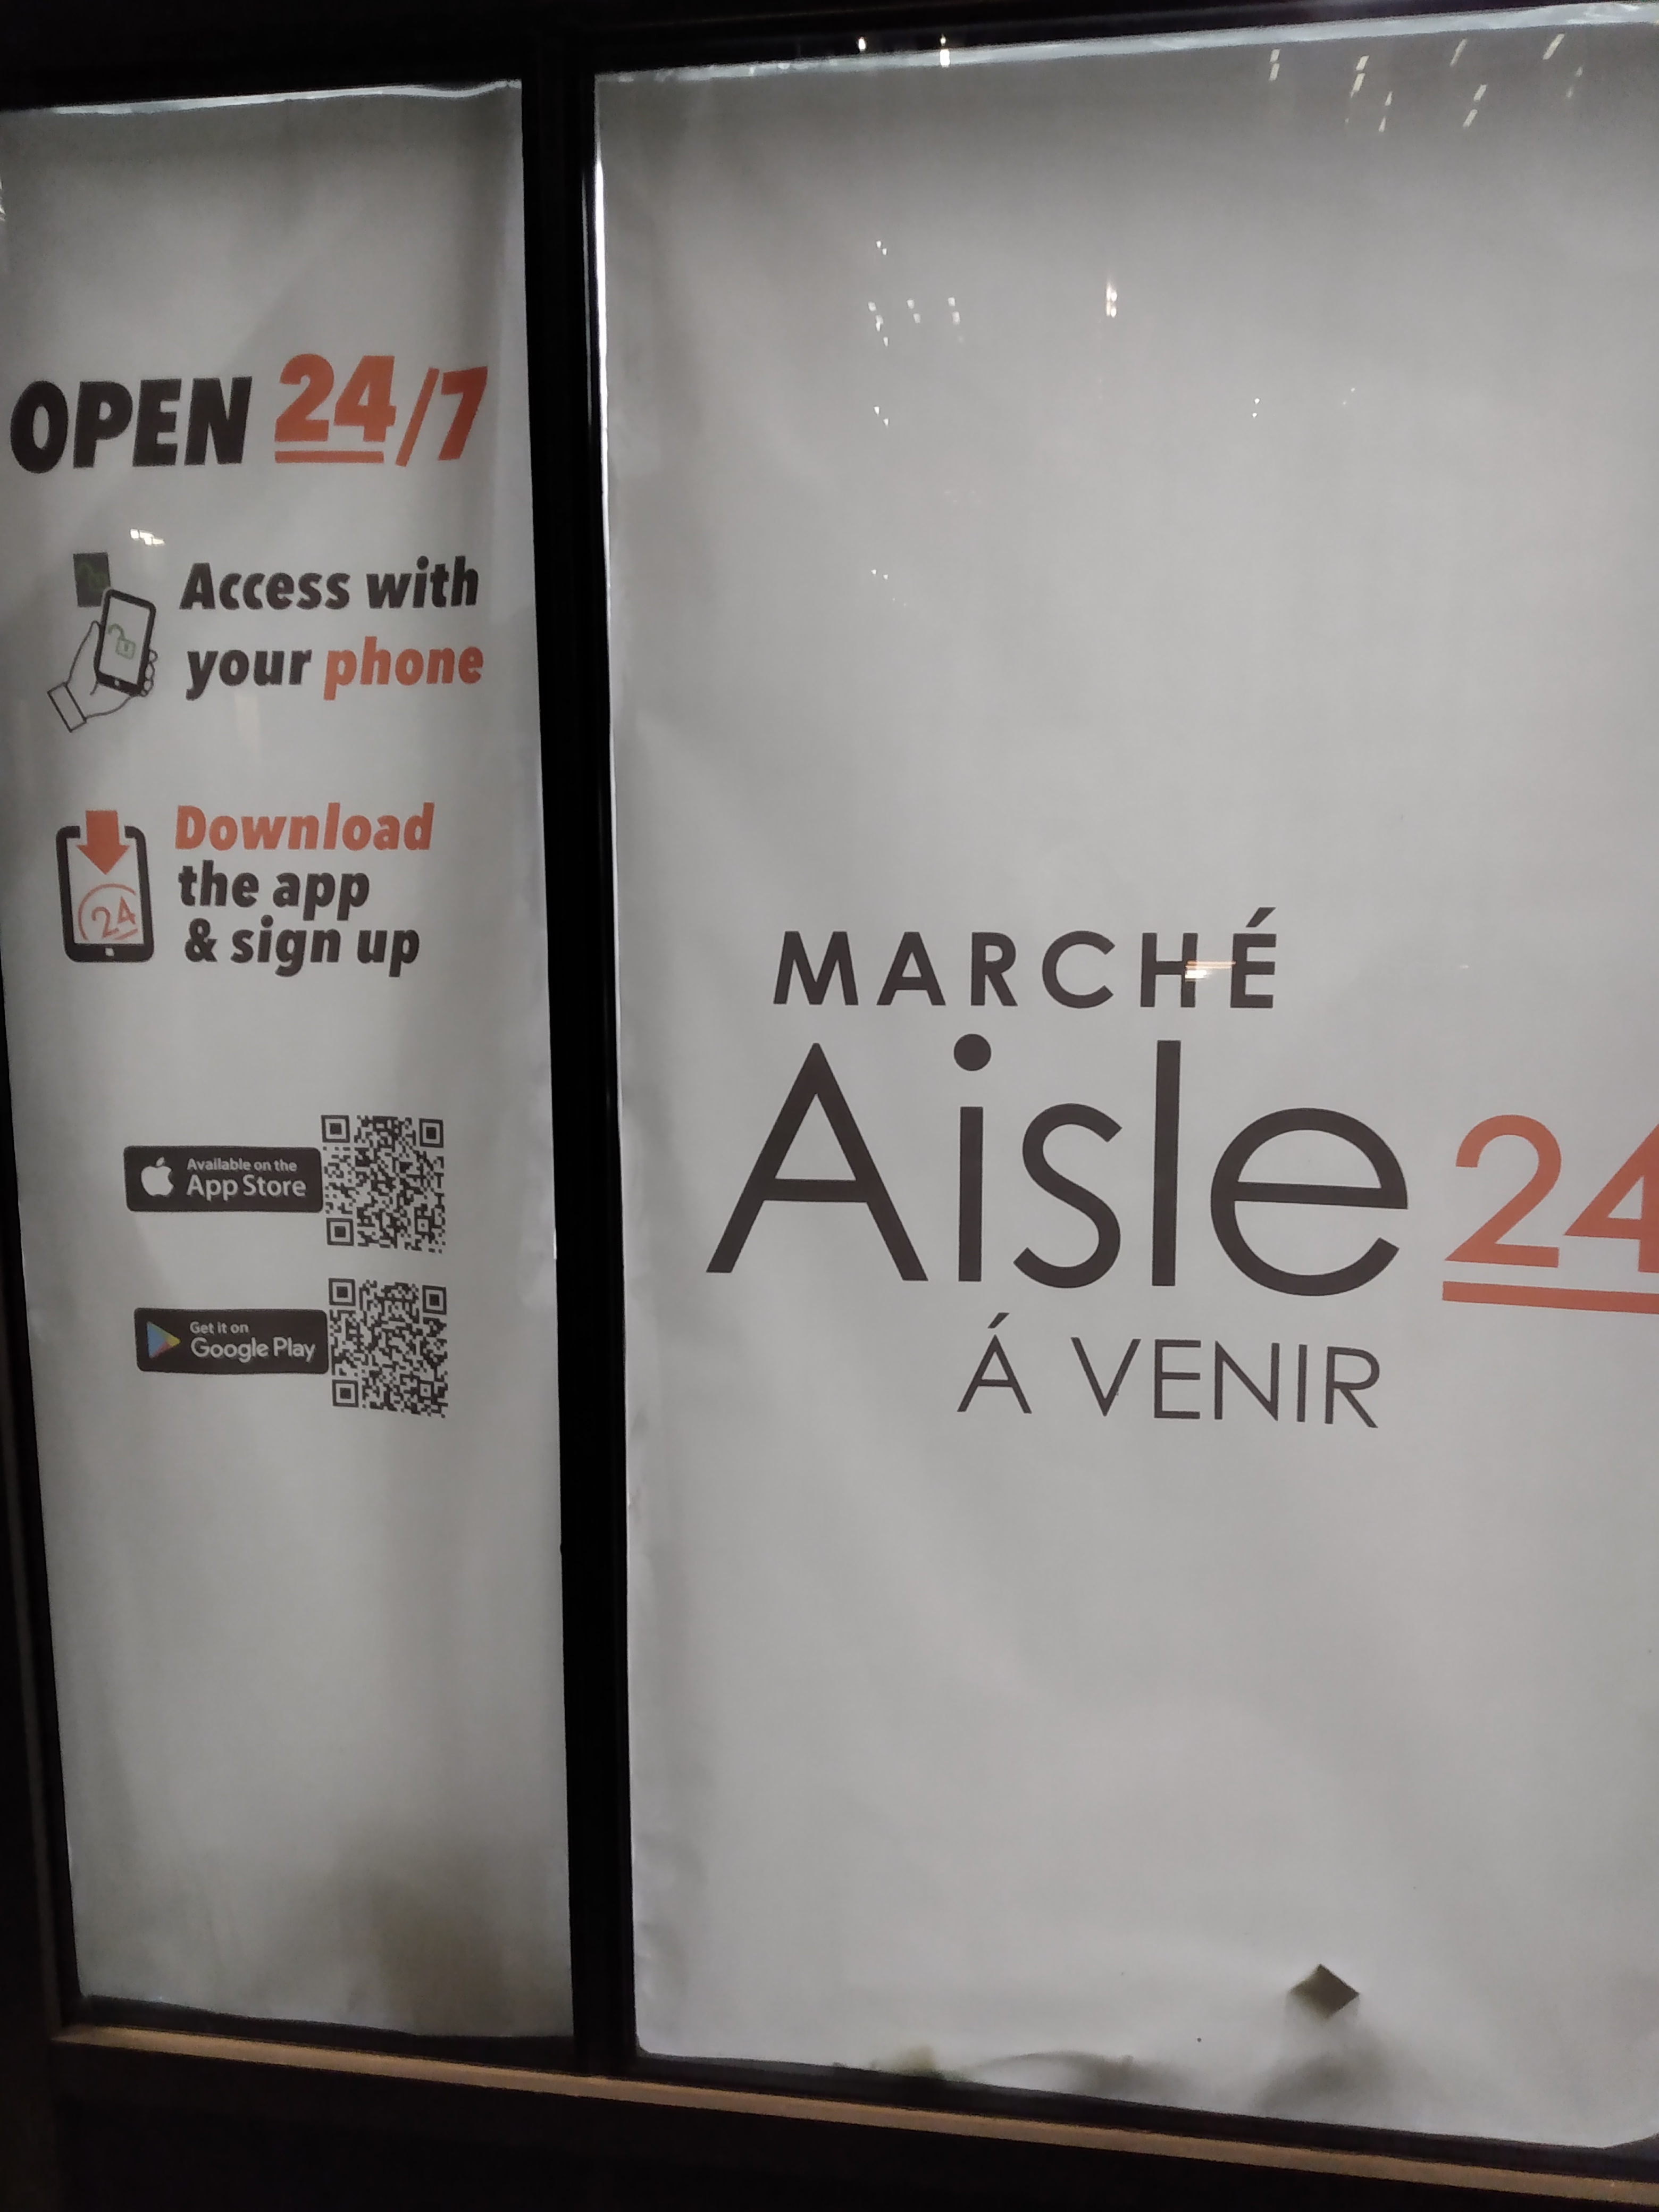 OPEN 24/7
Access with
your phone
Download
the app
& sign up
24
Available on the
App Store
Get it on
Google Play
MARCHÉ
Aisle 24
Á VENIR